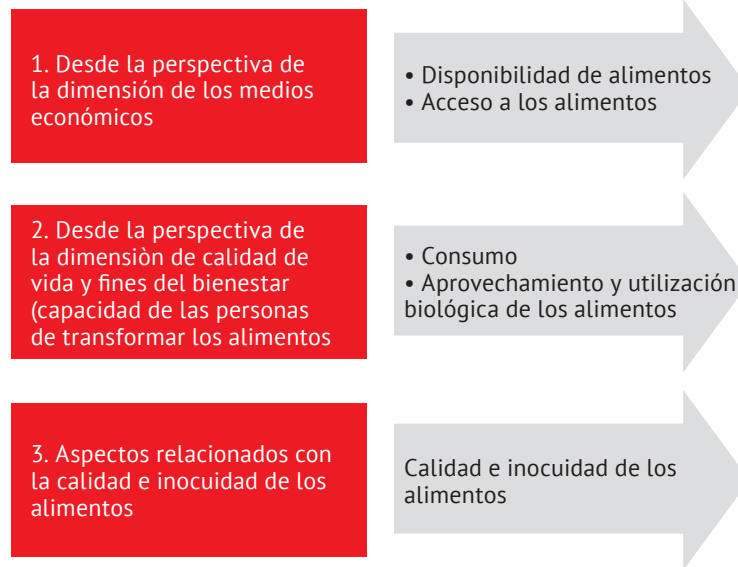 1. Desde la perspectiva de
la dimensión de los medios
económicos
• Disponibilidad de alimentos
• Acceso a los alimentos
2. Desde la perspectiva de
la dimensiòn de calidad de
vida y fines del bienestar
(capacidad de las personas
de transformar los alimentos
• Consumo
• Aprovechamiento y utilización
biológica de los alimentos
3. Aspectos relacionados con
la calidad e inocuidad de los
alimentos
Calidad e inocuidad de los
alimentos